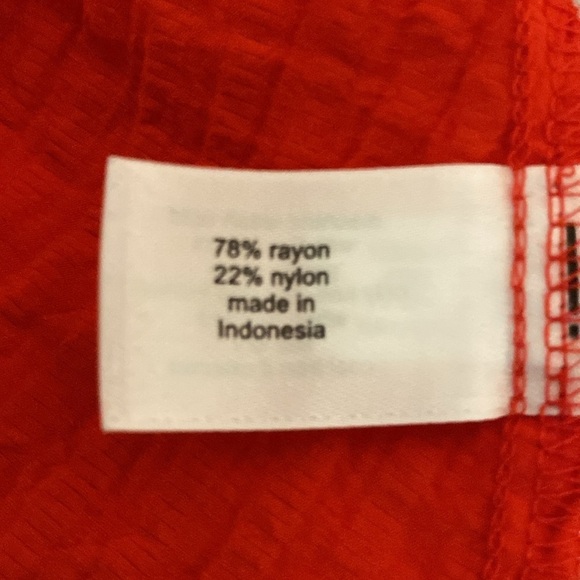 78% rayon
22% nylon
made in
Indonesia